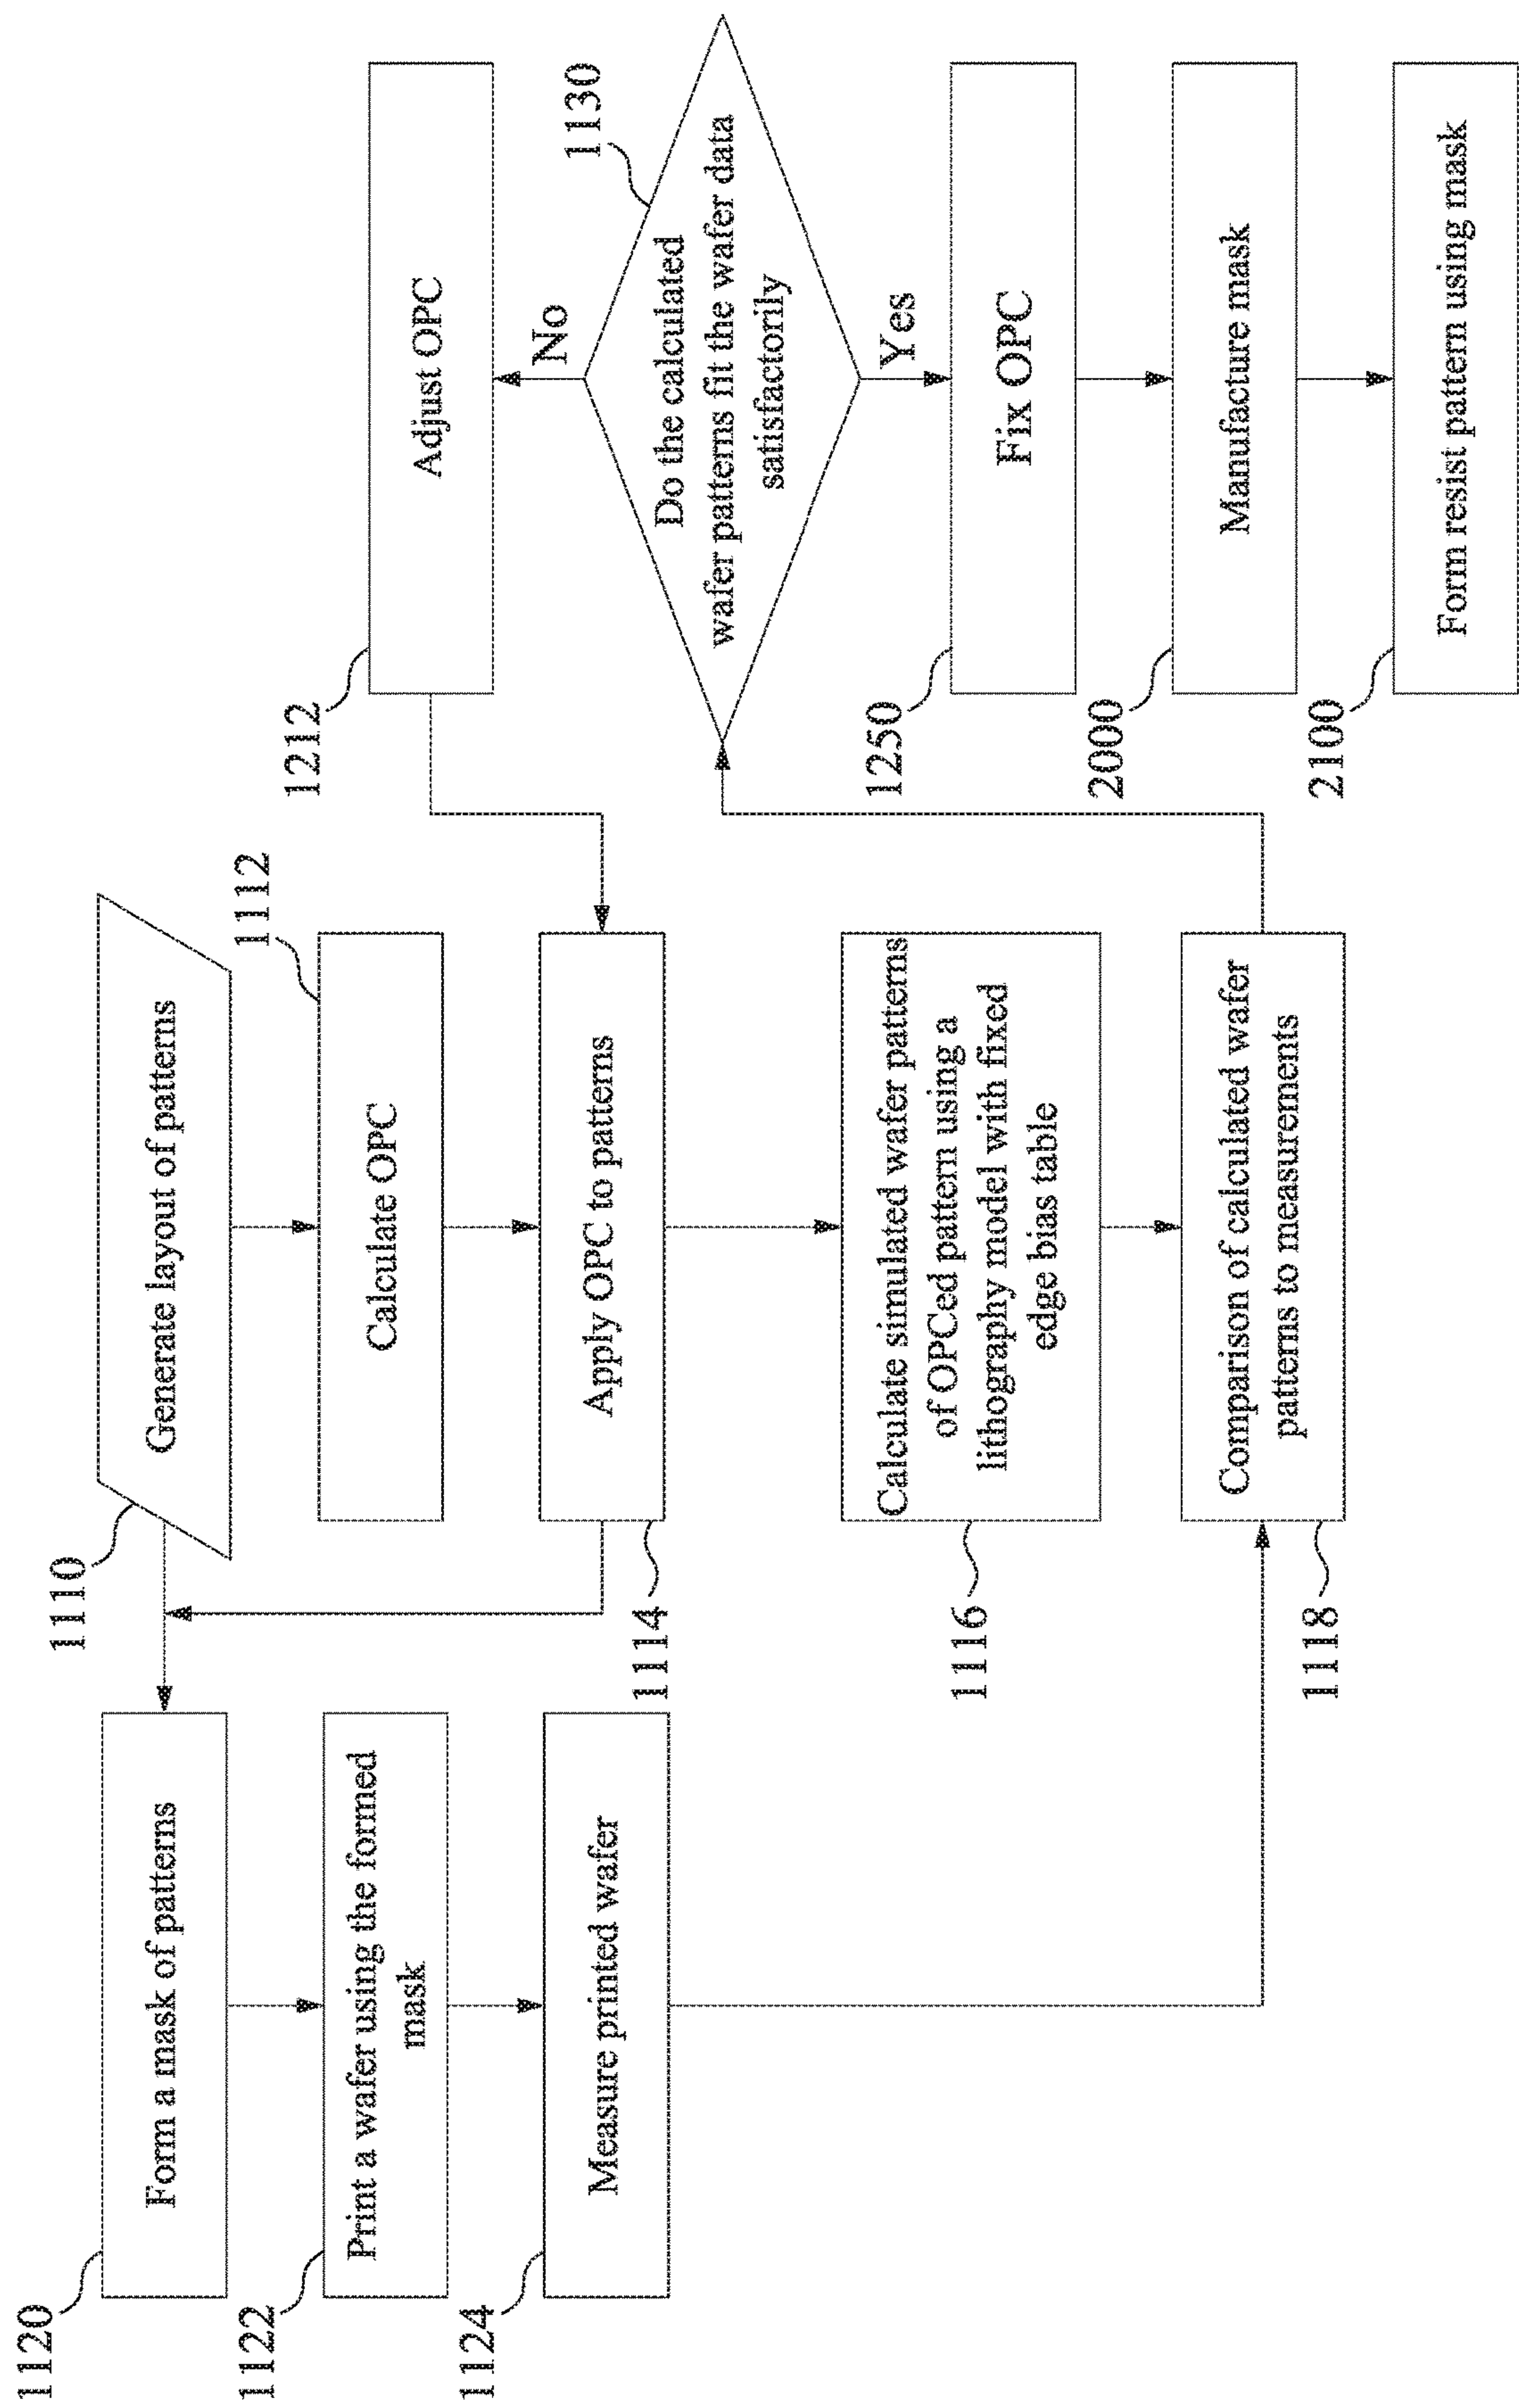 1120
Form a mask of patterns
1122
Print a wafer using the formed
mask
1124
Measure printed wafer
1110
Generate layout of patterns
1112
Calculate OPC
1114
Apply OPC to patterns
1116
Calculate simulated wafer patterns
of OPCed pattern using a
lithography model with fixed
edge bias table
1118
Comparison of calculated wafer
patterns to measurements
1212
Adjust OPC
No
1130
Do the calculated
wafer patterns fit the wafer data
satisfactorily
Yes
1250
Fix OPC
2000
Manufacture mask
2100
Form resist pattern using mask